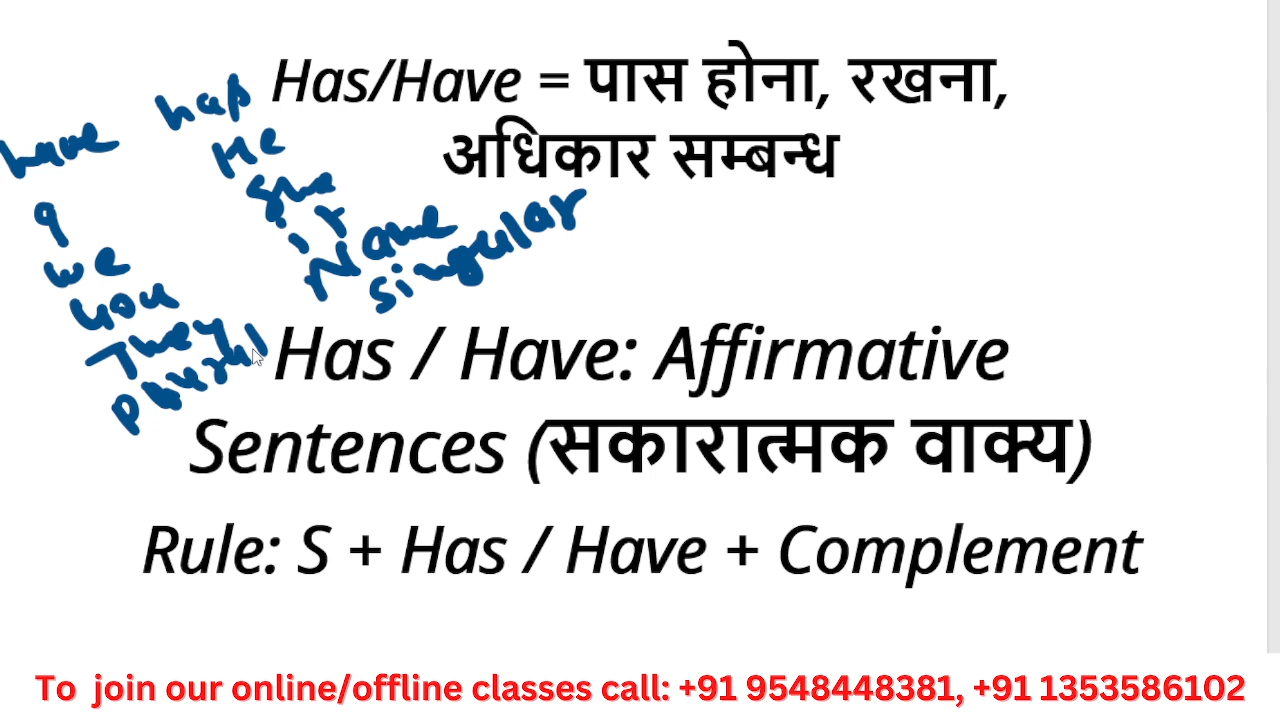 Has/Have = पास होना, रखना,
अधिकार सम्बन्ध
have
I
we
you
They
plural
has
He
She
it
Name
Singular
Has / Have: Affirmative
Sentences (सकारात्मक वाक्य)
Rule: S + Has / Have + Complement
To join our online/offline classes call: +91 9548448381, +91 1353586102